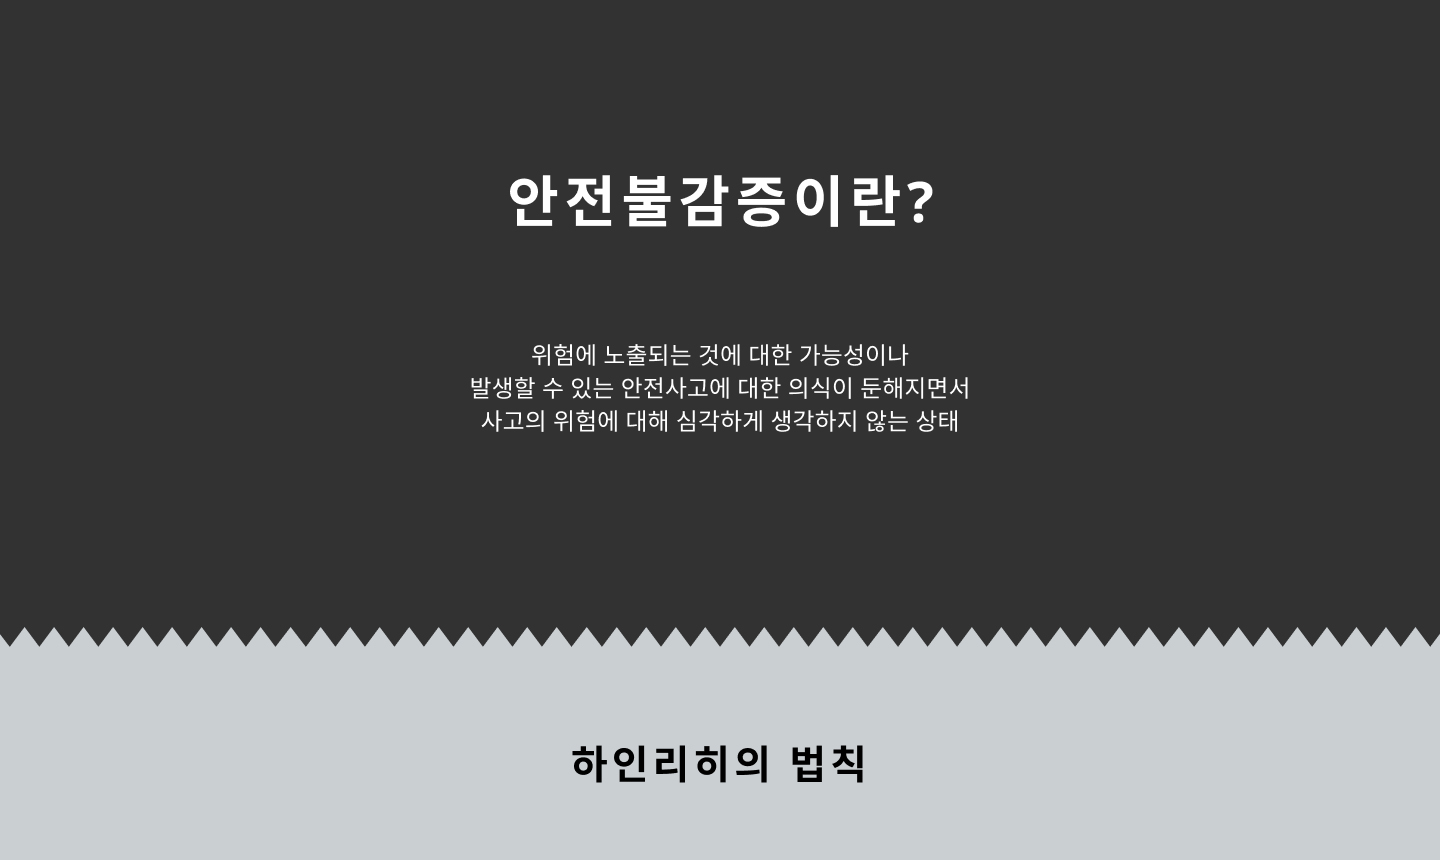 안전불감증이란?
위험에 노출되는 것에 대한 가능성이나
발생할 수 있는 안전사고에 대한 의식이 둔해지면서
사고의 위험에 대해 심각하게 생각하지 않는 상태
하인리히의 법칙